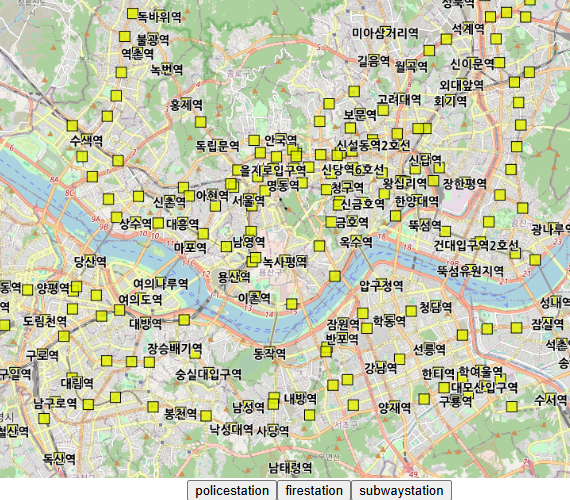 독바위역
성북역
미아삼거리역
석계역
불광역
역촌역
녹번역
길음역
월곡역
신이문역
외대앞역
회기역
고려대역
홍제역
보문역
수색역
독립문역
안국역
신설동역2호선
신답역
을지로입구역
신당역6호선
명동역
청구역
왕십리역
장한평역
신촌역
아현역
서울역
신금호역
한양대역
상수역
대흥역
금호역
뚝섬역
광나루역
마포역
남영역
옥수역
건대입구역2호선
당산역
녹사평역
용산역
뚝섬유원지역
여의나루역
양평역
압구정역
여의도역
이촌역
청담역
도림천역
대방역
잠원역
학동역
잠실역
반포역
구로역
장승배기역
동작역
선릉역
강남역
숭실대입구역
한티역
학여울역
대림역
대모산입구역
구룡역
수서역
남구로역
봉천역
남성역
내방역
양재역
낙성대역
사당역
독산역
남태령역
policestation
firestation
subwaystation